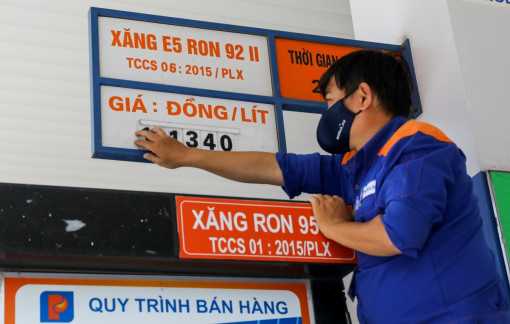 XĂNG E5 RON 92 II
TCCS 06 : 2015 / PLX
THỜI GIAN
GIÁ : ĐỒNG / LÍT
1340
XĂNG RON 95
TCCS 01 : 2015/PLX
QUY TRÌNH BÁN HÀNG